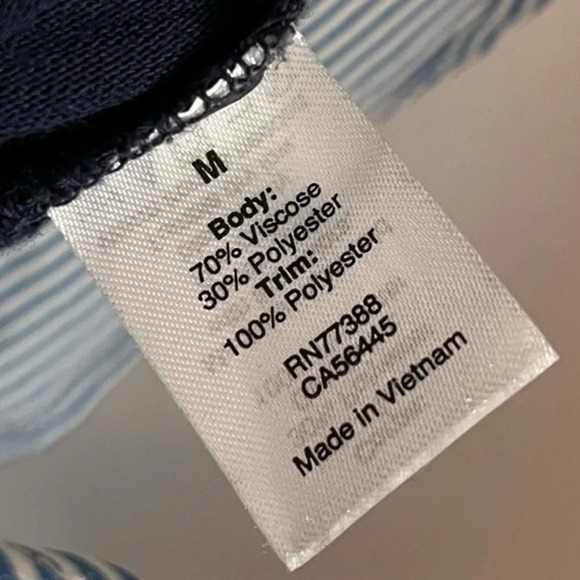 M
Body:
70% Viscose
30% Polyester
Trim:
100% Polyester
RN77388
CA56445
Made in Vietnam